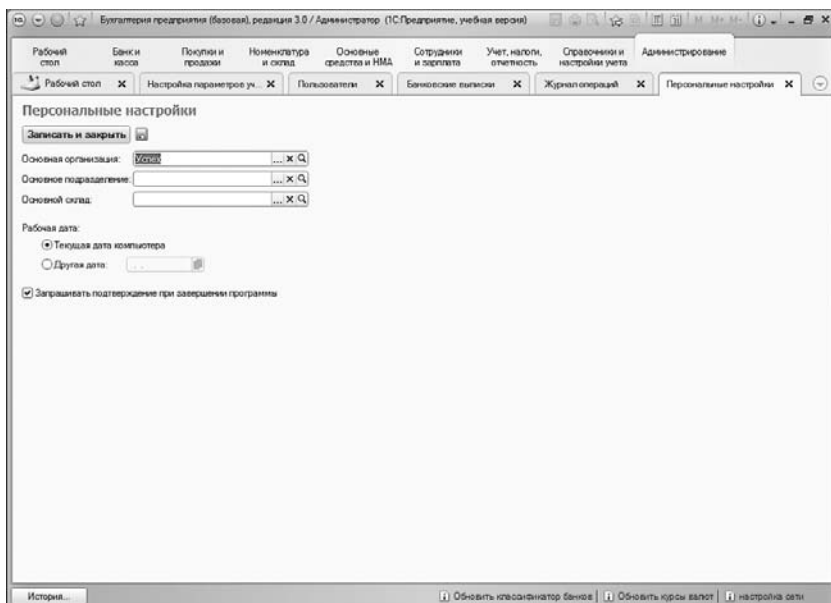 Бухгалтерия предприятия (базовая), редакция 3.0 / Администратор (1С:Предприятие, учебная версия)
M M+ M-
Рабочий стол
Банк и касса
Покупки и продажи
Номенклатура и склад
Основные средства и НМА
Сотрудники и зарплата
Учет, налоги, отчетность
Справочники и настройки учета
Администрирование
Рабочий стол
Настройка параметров уч...
Пользователи
Банковские выписки
Журнал операций
Персональные настройки
Персональные настройки
Записать и закрыть
Основная организация: Успех
Основное подразделение:
Основной склад:
Рабочая дата:
Текущая дата компьютера
Другая дата: . .
Запрашивать подтверждение при завершении программы
История...
Обновить классификатор банков
Обновить курсы валют
настройка сети